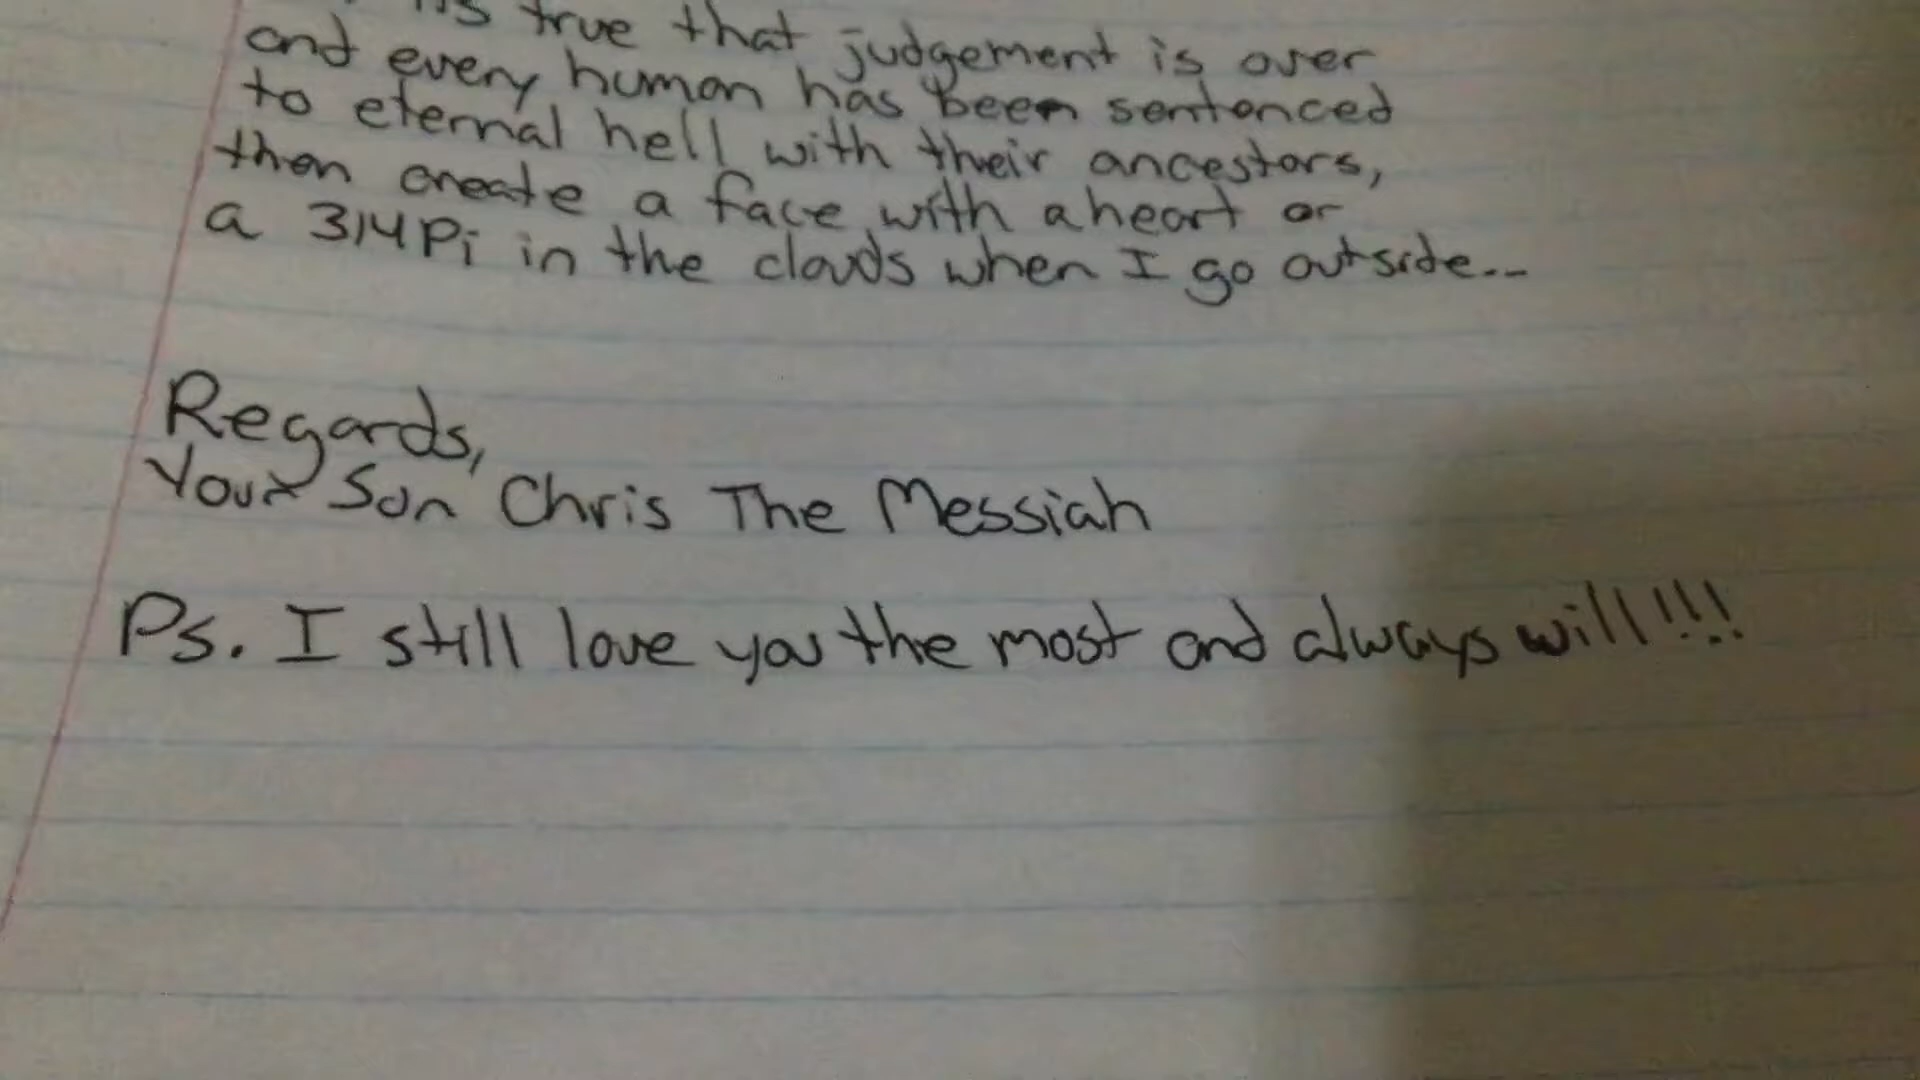 its true that judgement is over
and every human has been sentenced
to eternal hell with their ancestors,
then create a face with a heart or
a 314Pi in the clouds when I go outside...
Regards,
Your Son Chris The Messiah
Ps. I still love you the most and always will!!!